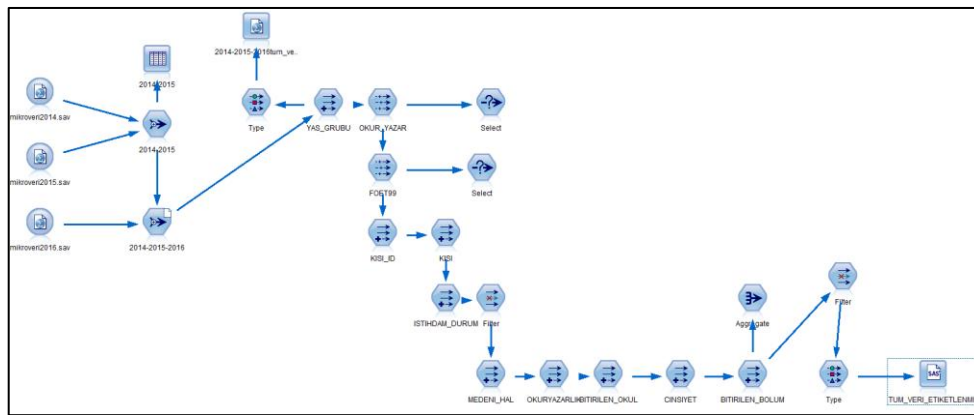 mikroveri2014.sav
2014-2015
mikroveri2015.sav
2014-2015
mikroveri2016.sav
2014-2015-2016
2014-2015-2016tum_ve..
Type
YAS_GRUBU
OKUR_YAZAR
Select
FOET99
Select
KISI_ID
KISI
ISTIHDAM_DURUM
Filter
MEDENI_HAL
OKURYAZARLIK
BITIRILEN_OKUL
CINSIYET
BITIRILEN_BOLUM
Aggregate
Filter
Type
SAS
TUM_VERI_ETIKETLENMI